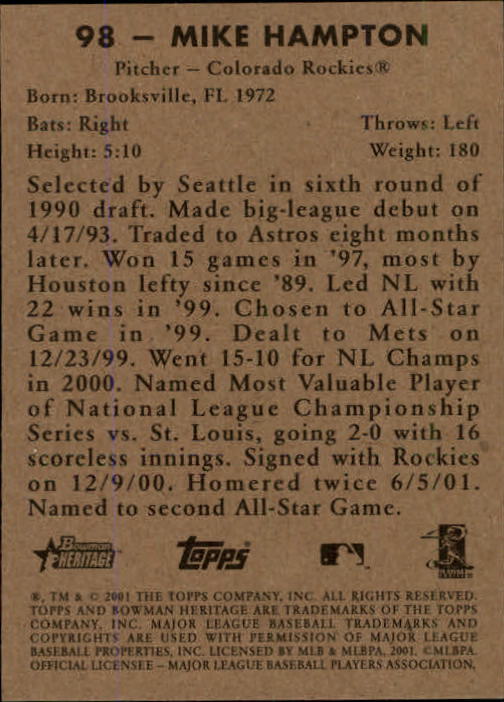 98 – MIKE HAMPTON
Pitcher – Colorado Rockies®
Born: Brooksville, FL 1972
Bats: Right Throws: Left
Height: 5:10 Weight: 180
Selected by Seattle in sixth round of
1990 draft. Made big-league debut on
4/17/93. Traded to Astros eight months
later. Won 15 games in '97, most by
Houston lefty since '89. Led NL with
22 wins in '99. Chosen to All-Star
Game in '99. Dealt to Mets on
12/23/99. Went 15-10 for NL Champs
in 2000. Named Most Valuable Player
of National League Championship
Series vs. St. Louis, going 2-0 with 16
scoreless innings. Signed with Rockies
on 12/9/00. Homered twice 6/5/01.
Named to second All-Star Game.
Bowman
HERITAGE
TOPPS
PLAYERS
®, TM & © 2001 THE TOPPS COMPANY, INC. ALL RIGHTS RESERVED.
TOPPS AND BOWMAN HERITAGE ARE TRADEMARKS OF THE TOPPS
COMPANY, INC. MAJOR LEAGUE BASEBALL TRADEMARKS AND
COPYRIGHTS ARE USED WITH PERMISSION OF MAJOR LEAGUE
BASEBALL PROPERTIES, INC. LICENSED BY MLB & MLBPA, 2001. ©MLBPA
OFFICIAL LICENSEE – MAJOR LEAGUE BASEBALL PLAYERS ASSOCIATION.